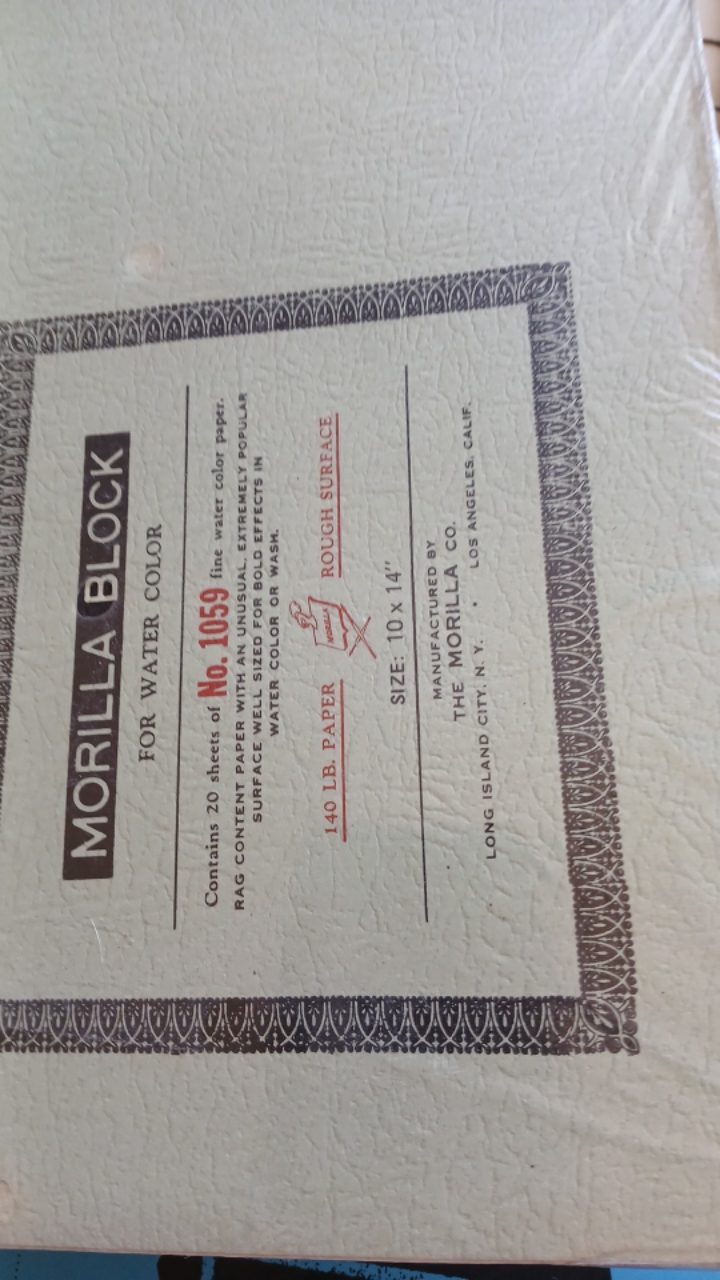 MORILLA BLOCK
FOR WATER COLOR
Contains 20 sheets of No. 1059 fine water color paper.
RAG CONTENT PAPER WITH AN UNUSUAL, EXTREMELY POPULAR
SURFACE WELL SIZED FOR BOLD EFFECTS IN
WATER COLOR OR WASH.
140 LB. PAPER MORILLA ROUGH SURFACE
SIZE: 10 x 14"
MANUFACTURED BY
THE MORILLA CO.
LONG ISLAND CITY, N. Y. • LOS ANGELES, CALIF.